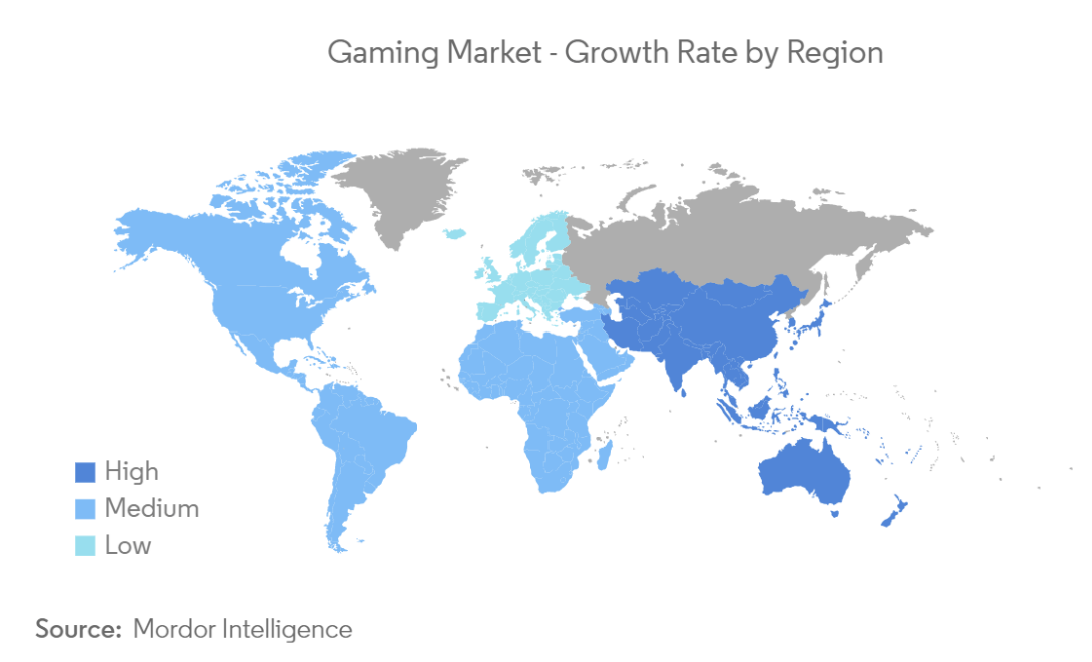 Gaming Market - Growth Rate by Region
High
Medium
Low
Source: Mordor Intelligence